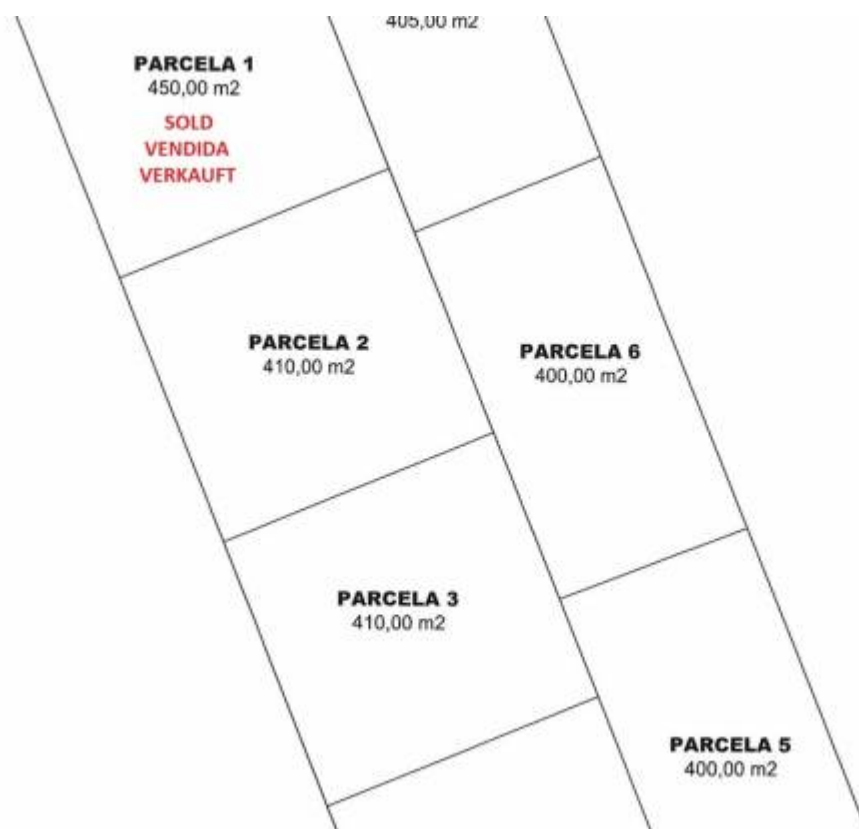 405,00 m2
PARCELA 1
450,00 m2
SOLD
VENDIDA
VERKAUFT
PARCELA 2
410,00 m2
PARCELA 6
400,00 m2
PARCELA 3
410,00 m2
PARCELA 5
400,00 m2